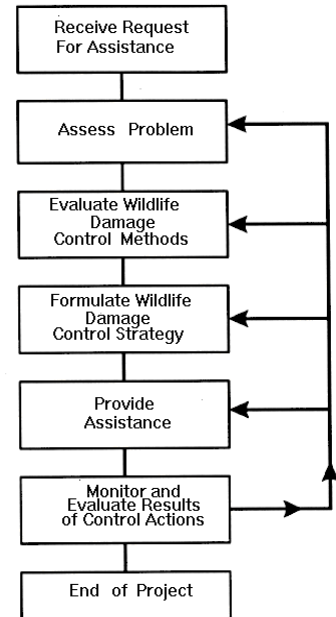 Receive Request
For Assistance
Assess Problem
Evaluate Wildlife
Damage
Control Methods
Formulate Wildlife
Damage
Control Strategy
Provide
Assistance
Monitor and
Evaluate Results
of Control Actions
End of Project